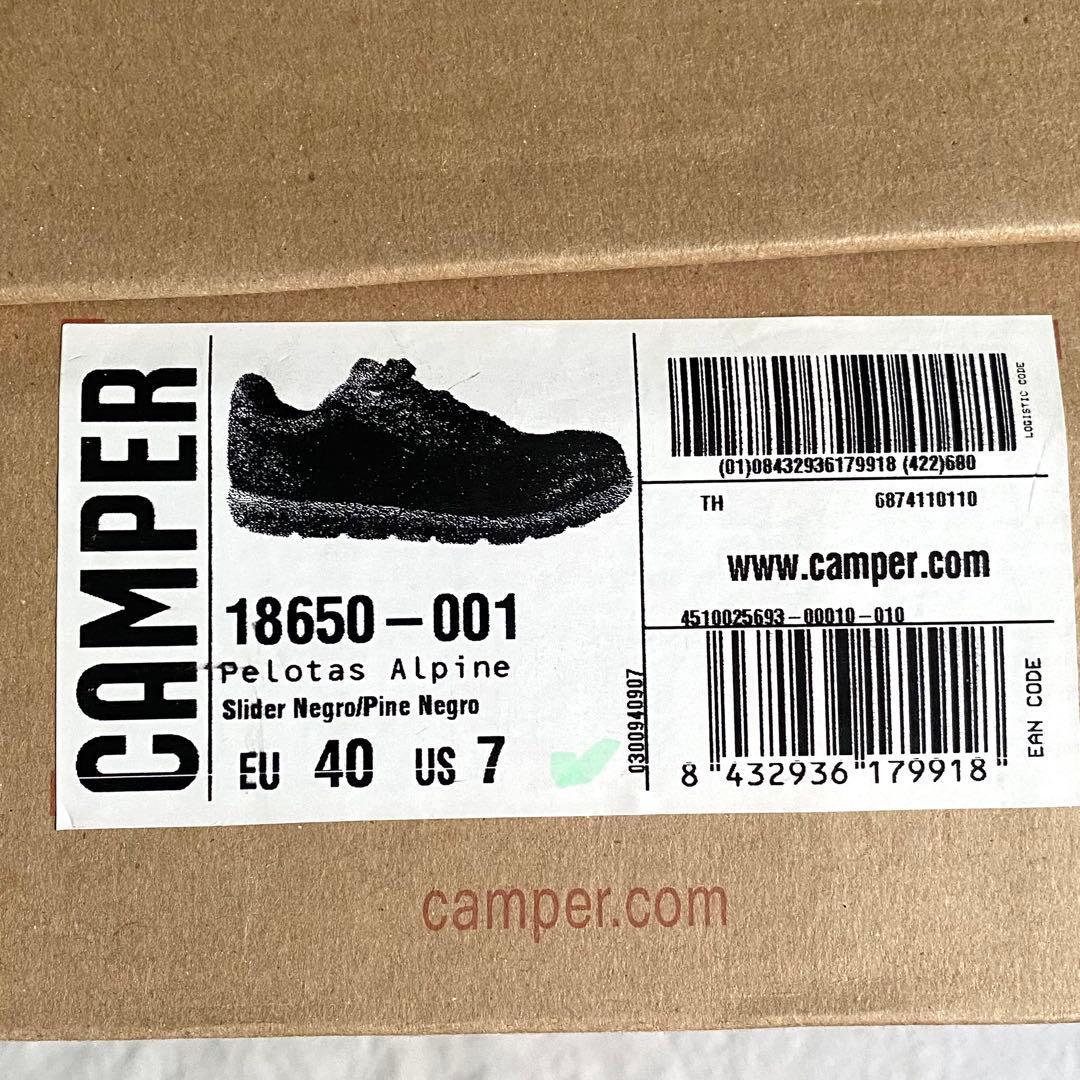 CAMPER
18650-001
Pelotas Alpine
Slider Negro/Pine Negro
EU 40 US 7
0300940907
LOGISTIC CODE
(01)08432936179918 (422)680
TH 6874110110
www.camper.com
4510025693-00010-010
EAN CODE
8 "432936"179918"
camper.com